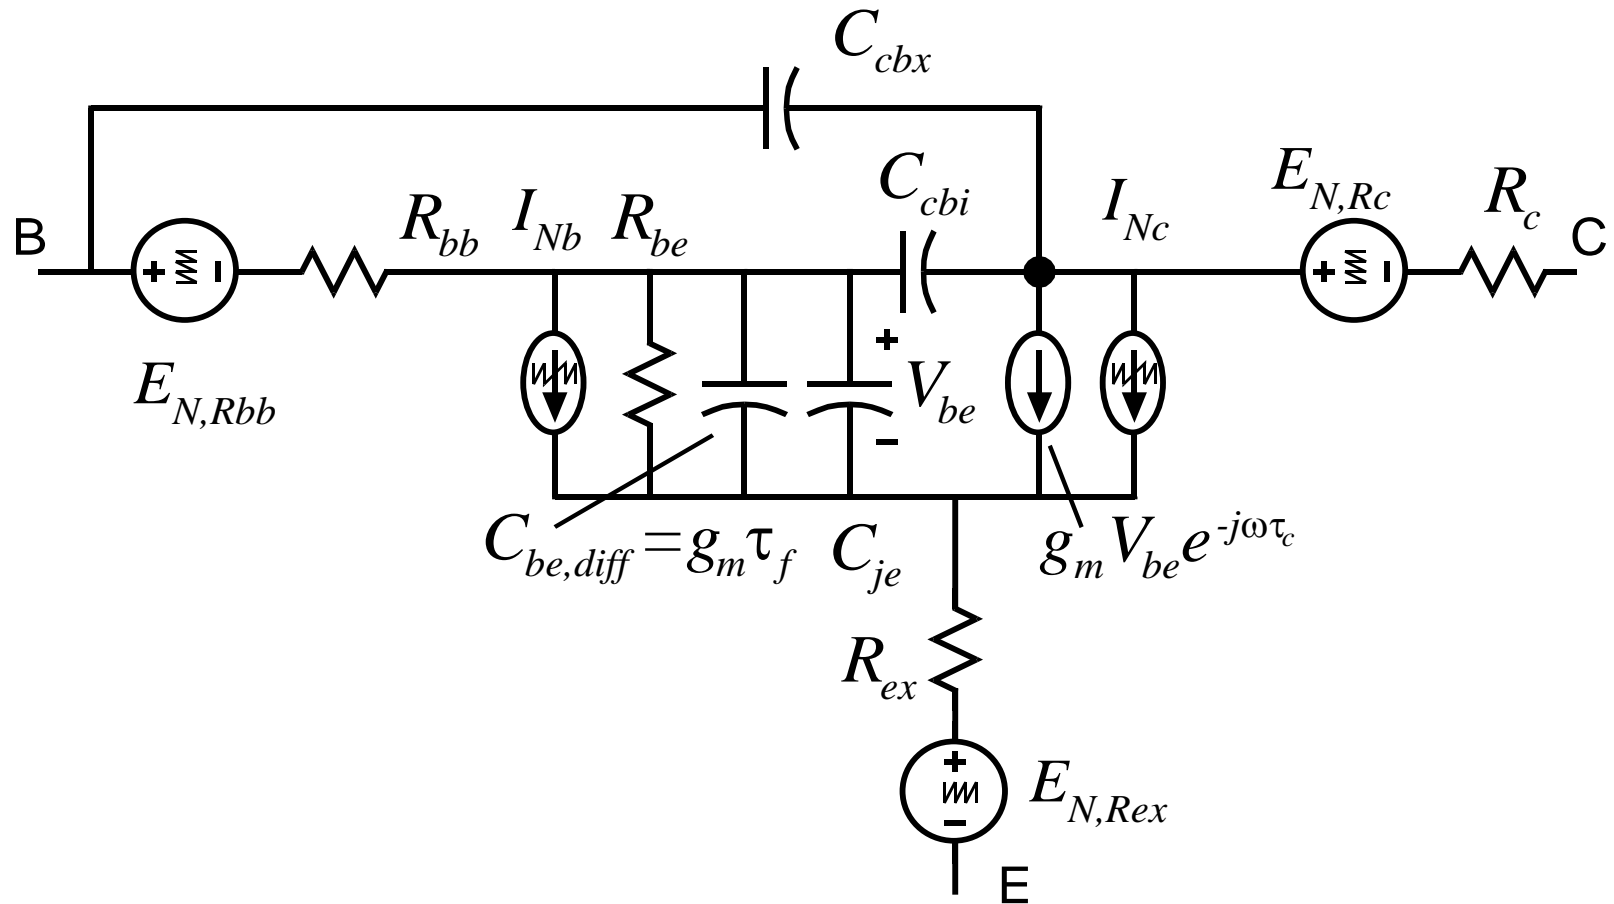 C_cbx
C_cbi
E_N,Rc
R_c
R_bb I_Nb R_be
I_Nc
B
C
+ −
+ −
E_N,Rbb
+
V_be
−
C_be,diff = g_m τ_f
C_je
g_m V_be e^-jωτ_c
R_ex
+
−
E_N,Rex
E